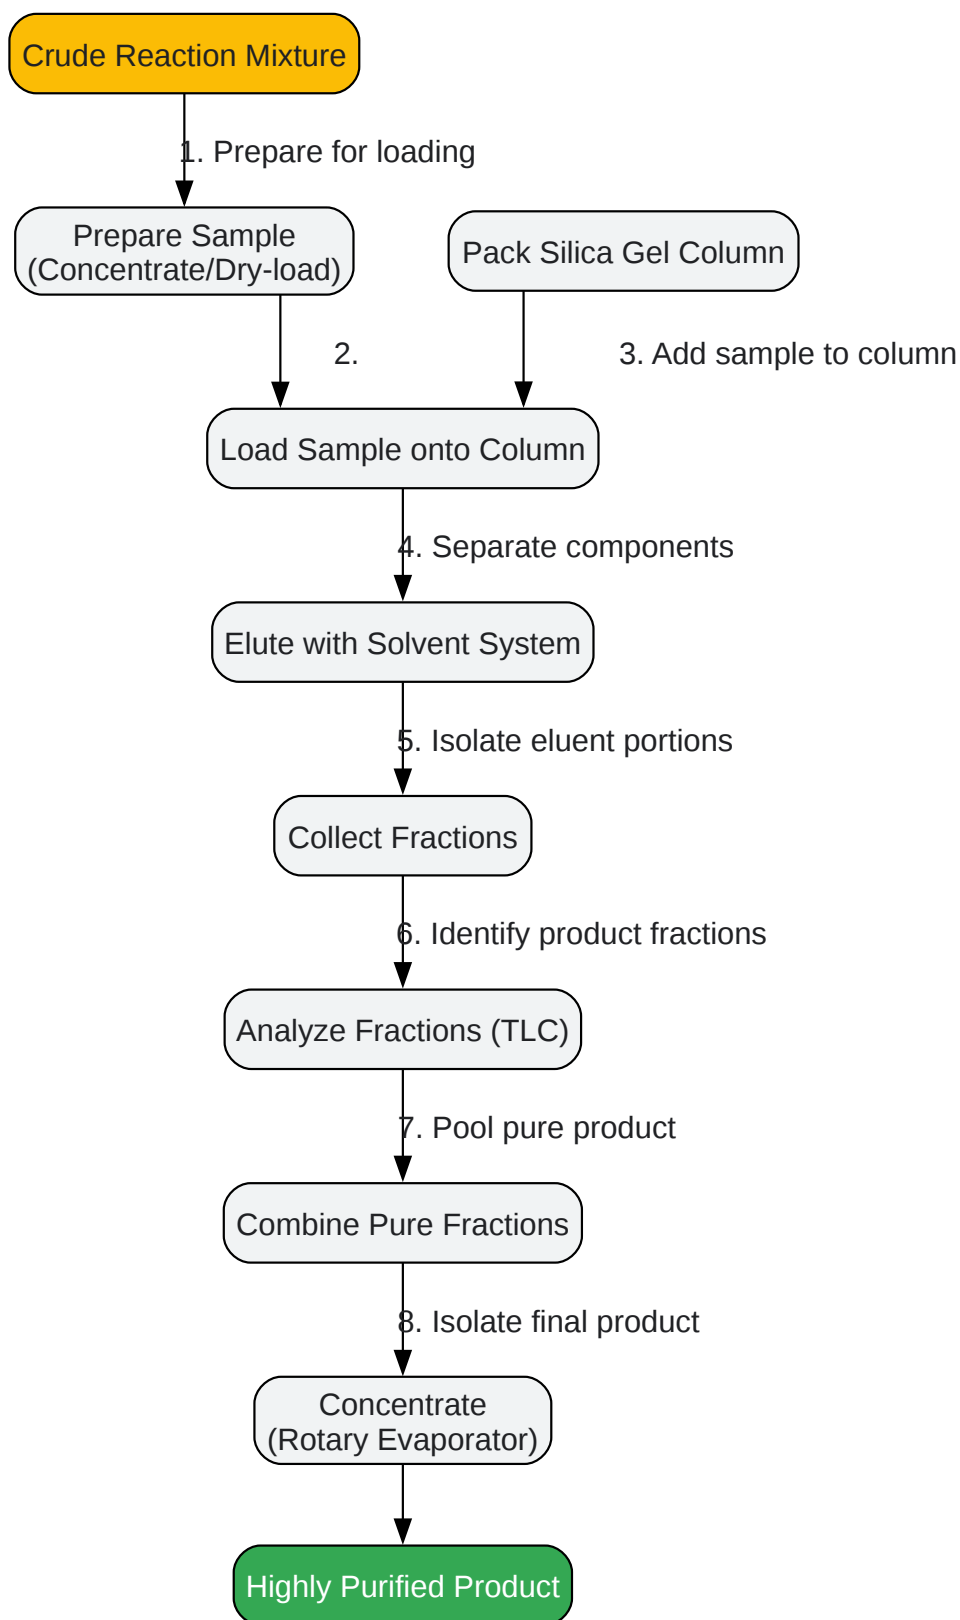 Crude Reaction Mixture
1. Prepare for loading
Prepare Sample
(Concentrate/Dry-load)
Pack Silica Gel Column
2.
3. Add sample to column
Load Sample onto Column
4. Separate components
Elute with Solvent System
5. Isolate eluent portions
Collect Fractions
6. Identify product fractions
Analyze Fractions (TLC)
7. Pool pure product
Combine Pure Fractions
8. Isolate final product
Concentrate
(Rotary Evaporator)
Highly Purified Product